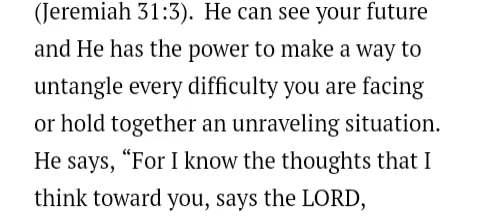 (Jeremiah 31:3).  He can see your future
and He has the power to make a way to
untangle every difficulty you are facing
or hold together an unraveling situation.
He says, “For I know the thoughts that I
think toward you, says the LORD,